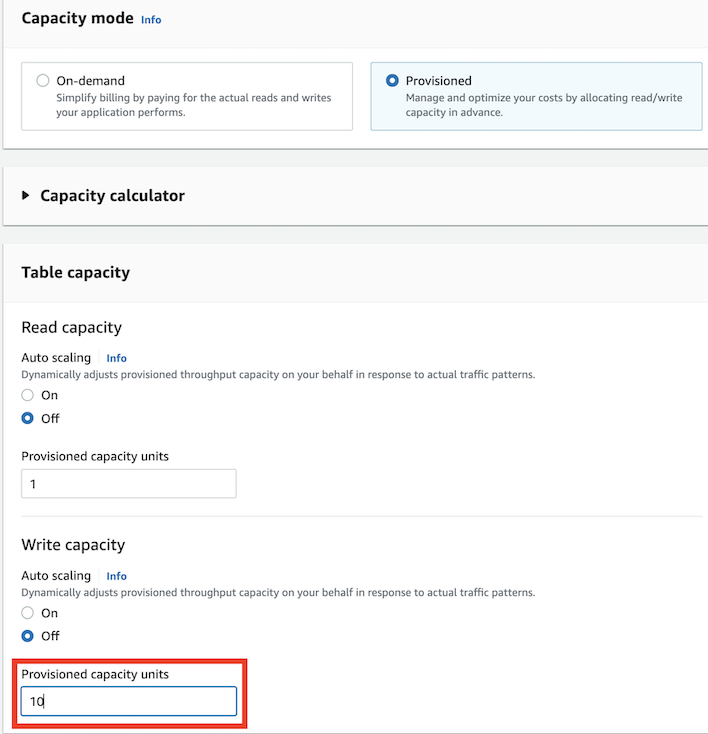 Capacity mode Info
On-demand
Simplify billing by paying for the actual reads and writes
your application performs.
Provisioned
Manage and optimize your costs by allocating read/write
capacity in advance.
Capacity calculator
Table capacity
Read capacity
Auto scaling Info
Dynamically adjusts provisioned throughput capacity on your behalf in response to actual traffic patterns.
On
Off
Provisioned capacity units
1
Write capacity
Auto scaling Info
Dynamically adjusts provisioned throughput capacity on your behalf in response to actual traffic patterns.
On
Off
Provisioned capacity units
10